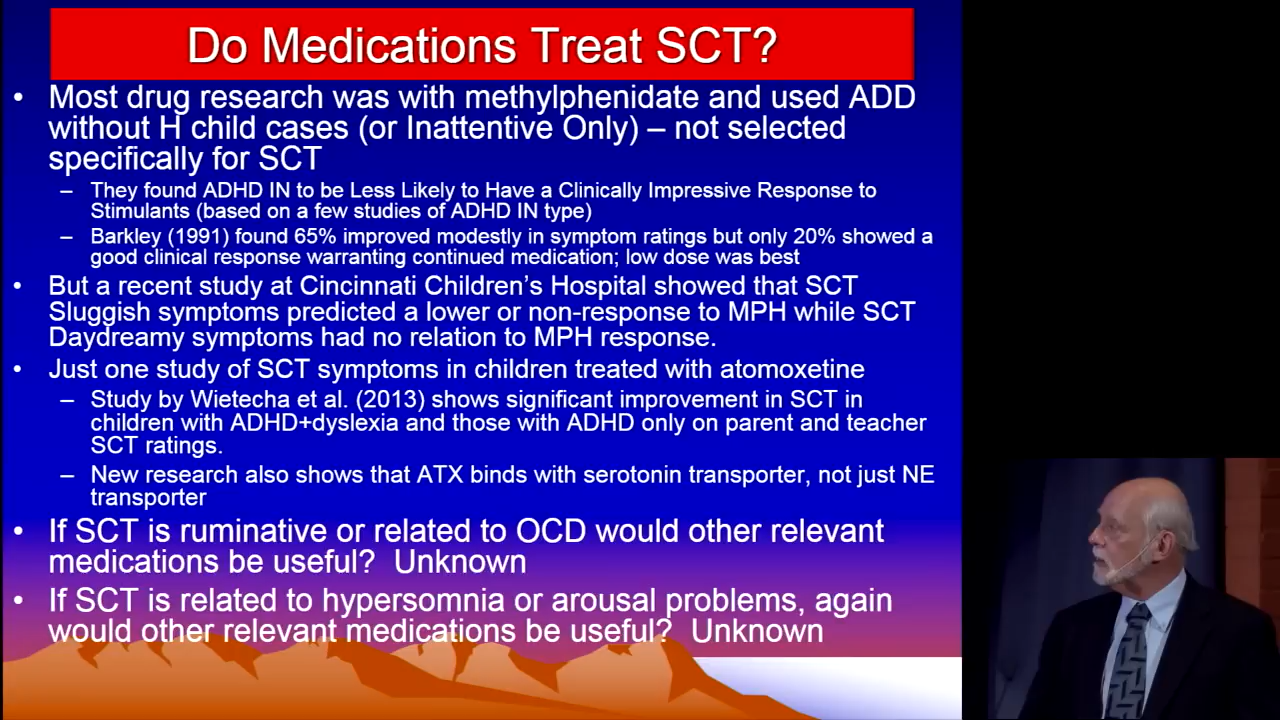 Do Medications Treat SCT?
• Most drug research was with methylphenidate and used ADD
without H child cases (or Inattentive Only) – not selected
specifically for SCT
– They found ADHD IN to be Less Likely to Have a Clinically Impressive Response to
Stimulants (based on a few studies of ADHD IN type)
– Barkley (1991) found 65% improved modestly in symptom ratings but only 20% showed a
good clinical response warranting continued medication; low dose was best
• But a recent study at Cincinnati Children's Hospital showed that SCT
Sluggish symptoms predicted a lower or non-response to MPH while SCT
Daydreamy symptoms had no relation to MPH response.
• Just one study of SCT symptoms in children treated with atomoxetine
– Study by Wietecha et al. (2013) shows significant improvement in SCT in
children with ADHD+dyslexia and those with ADHD only on parent and teacher
SCT ratings.
– New research also shows that ATX binds with serotonin transporter, not just NE
transporter
• If SCT is ruminative or related to OCD would other relevant
medications be useful? Unknown
• If SCT is related to hypersomnia or arousal problems, again
would other relevant medications be useful? Unknown